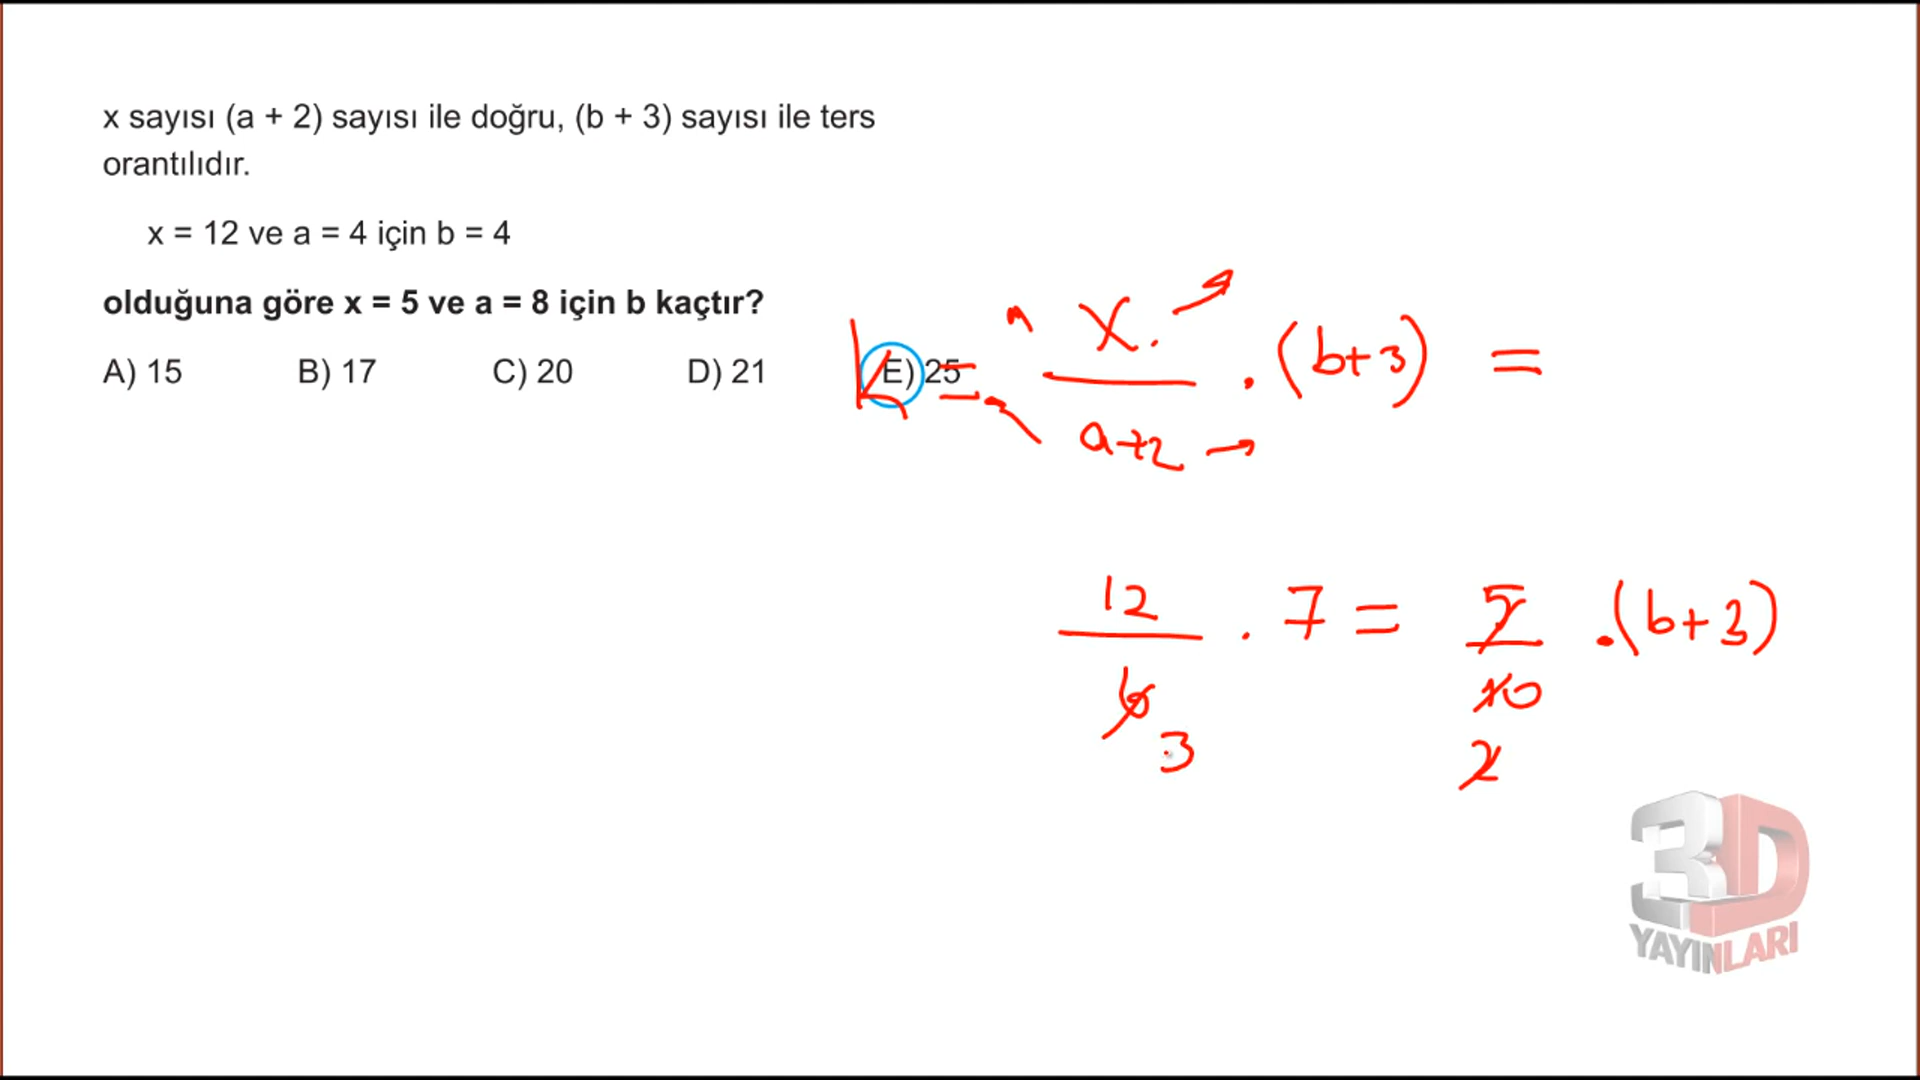 x sayısı (a + 2) sayısı ile doğru, (b + 3) sayısı ile ters
orantılıdır.
x = 12 ve a = 4 için b = 4
olduğuna göre x = 5 ve a = 8 için b kaçtır?
A) 15 B) 17 C) 20 D) 21 E) 25
k = x / a+2 . (b+3) =
12 / 6 . 7 = 5 / 10 . (b+3)
3 2
3D
YAYINLARI